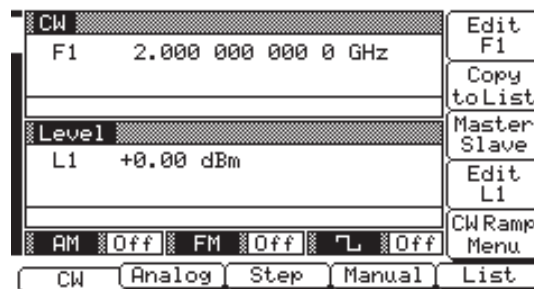 CW
F1 2.000 000 000 0 GHz
Level
L1 +0.00 dBm
AM Off FM Off Off
CW Analog Step Manual List
Edit
F1
Copy
to List
Master
Slave
Edit
L1
CW Ramp
Menu